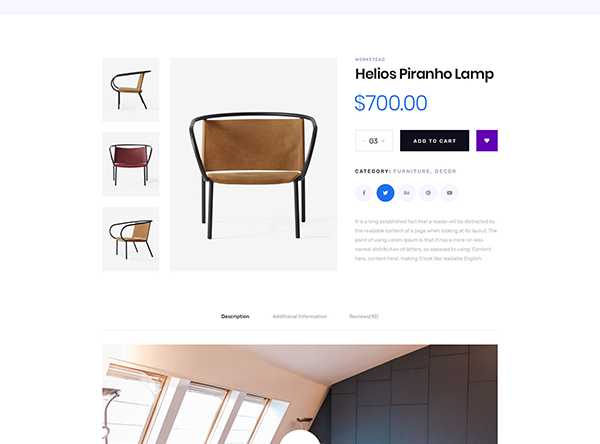 WORKSTEAD
Helios Piranho Lamp
$700.00
- 03 +
ADD TO CART
CATEGORY: FURNITURE, DECOR
It is a long established fact that a reader will be distracted by
the readable content of a page when looking at its layout. The
point of using Lorem Ipsum is that it has a more-or-less
normal distribution of letters, as opposed to using 'Content
here, content here', making it look like readable English.
Description Additional Information Reviews(10)